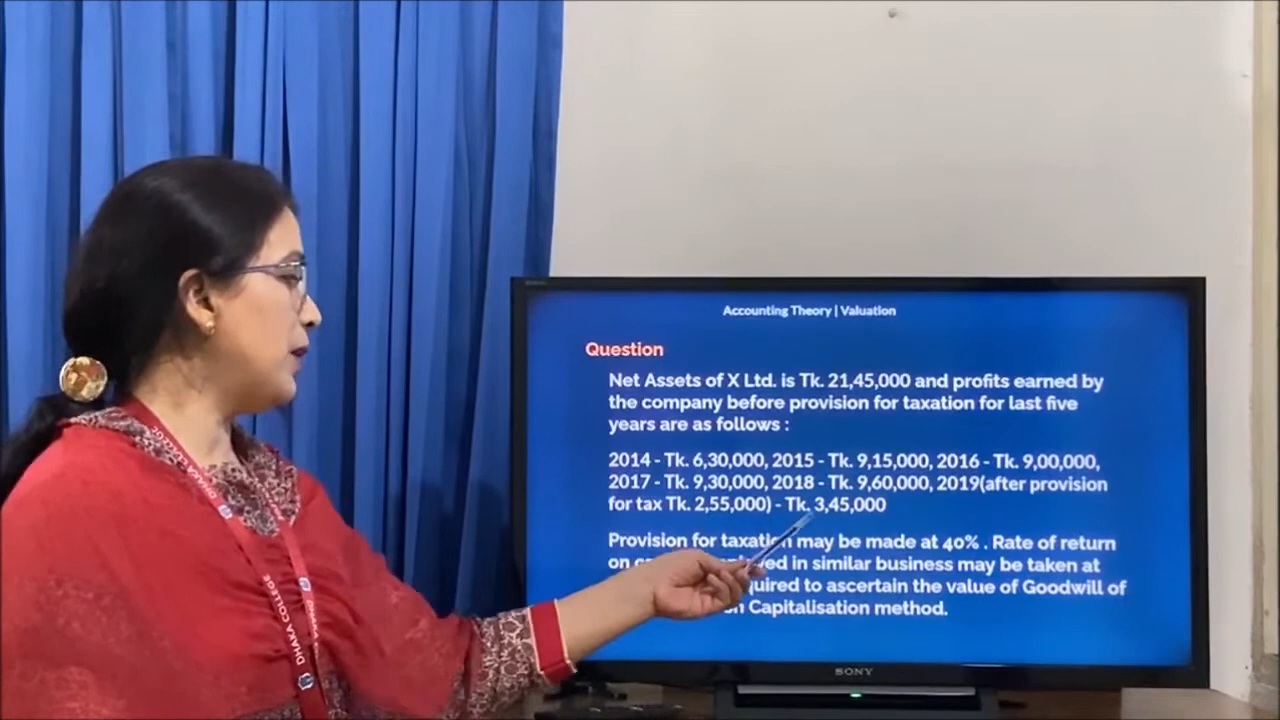 Accounting Theory | Valuation
Question
Net Assets of X Ltd. is Tk. 21,45,000 and profits earned by
the company before provision for taxation for last five
years are as follows :
2014 - Tk. 6,30,000, 2015 - Tk. 9,15,000, 2016 - Tk. 9,00,000,
2017 - Tk. 9,30,000, 2018 - Tk. 9,60,000, 2019(after provision
for tax Tk. 2,55,000) - Tk. 3,45,000
Provision for taxation may be made at 40% . Rate of return
on in similar business may be taken at
to ascertain the value of Goodwill of
Capitalisation method.
SONY
DHAKA COLLEGE
DHAKA COLLEGE